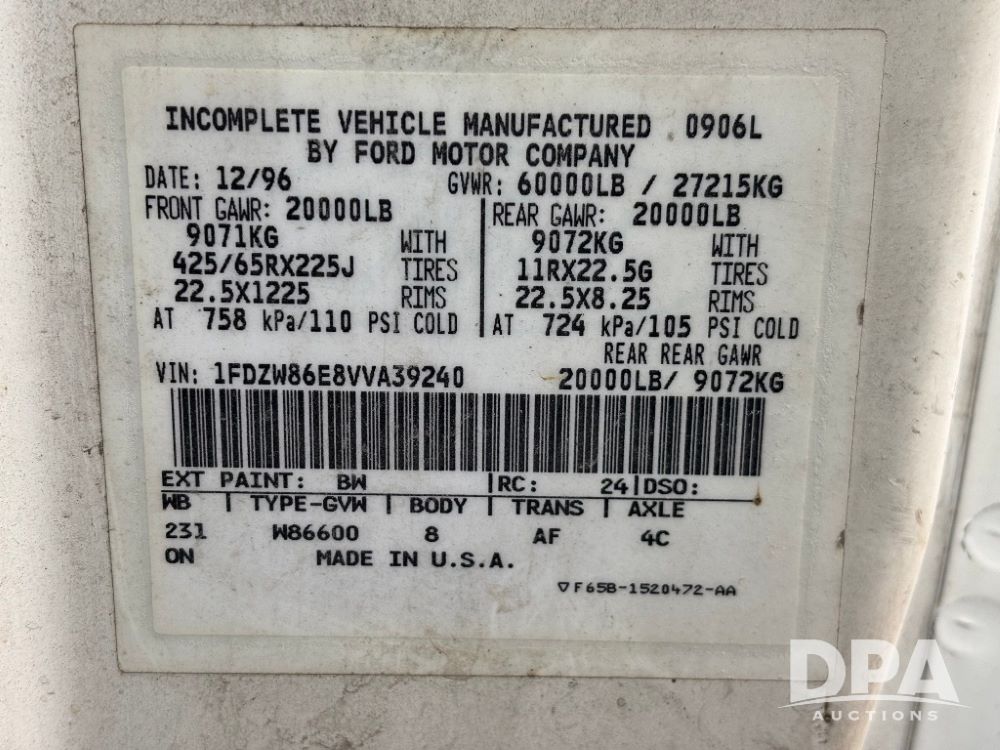 INCOMPLETE VEHICLE MANUFACTURED 0906L
BY FORD MOTOR COMPANY
DATE: 12/96 GVWR: 60000LB / 27215KG
FRONT GAWR: 20000LB REAR GAWR: 20000LB
9071KG WITH 9072KG WITH
425/65RX225J TIRES 11RX22.5G TIRES
22.5X1225 RIMS 22.5X8.25 RIMS
AT 758 kPa/110 PSI COLD AT 724 kPa/105 PSI COLD
REAR REAR GAWR
VIN: 1FDZW86E8VVA39240 20000LB/ 9072KG
EXT PAINT: BW |RC: 24|DSO:
WB | TYPE-GVW | BODY | TRANS | AXLE
231 W86600 8 AF 4C
ON MADE IN U.S.A.
▽F65B-1520472-AA
DPA
AUCTIONS